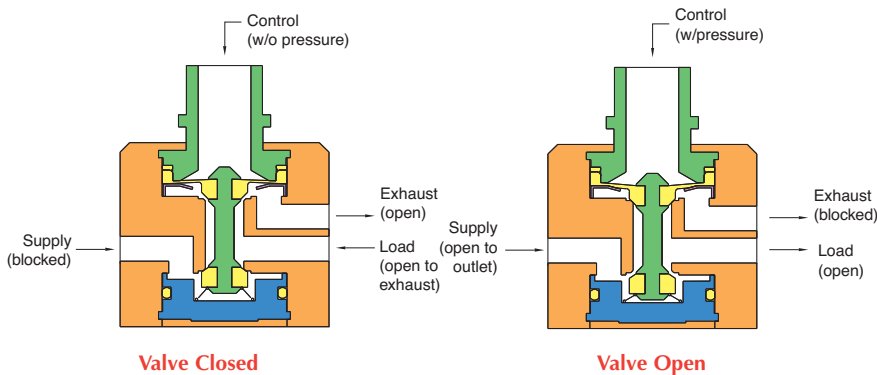 Control
(w/o pressure)
Exhaust
(open)
Supply
(blocked)
Load
(open to
exhaust)
Valve Closed
Control
(w/pressure)
Exhaust
(blocked)
Supply
(open to
outlet)
Load
(open)
Valve Open